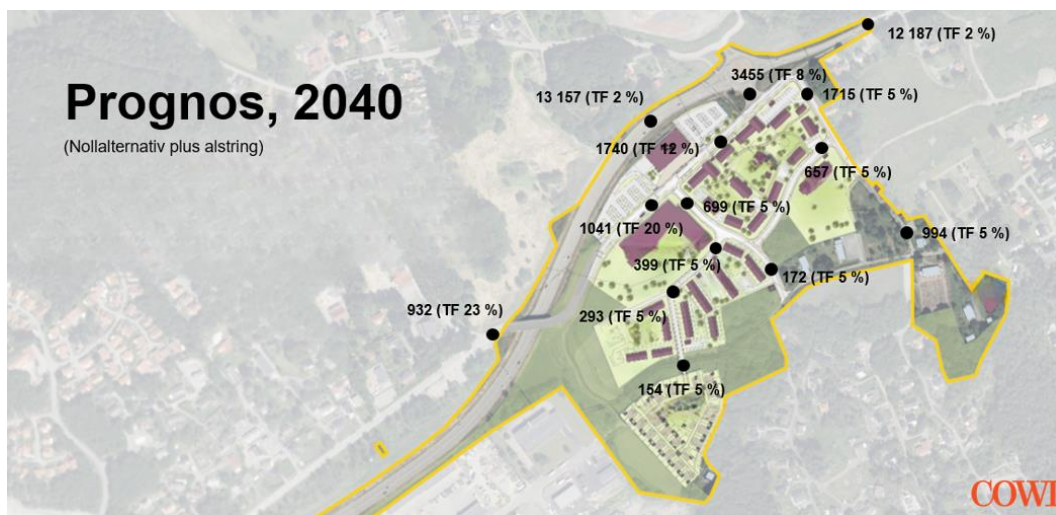 Prognos, 2040
(Nollalternativ plus alstring)
12 187 (TF 2 %)
3455 (TF 8 %)
13 157 (TF 2 %)
1715 (TF 5 %)
1740 (TF 12 %)
657 (TF 5 %)
699 (TF 5 %)
1041 (TF 20 %)
994 (TF 5 %)
399 (TF 5 %)
172 (TF 5 %)
932 (TF 23 %)
293 (TF 5 %)
154 (TF 5 %)
COWI